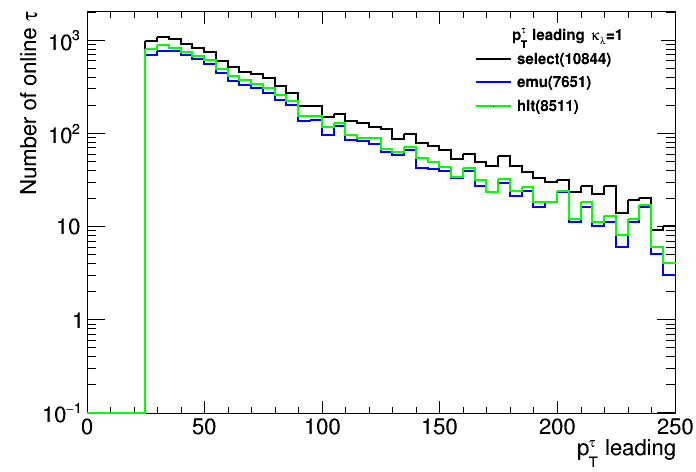 Number of online τ
10³
10²
10
1
10⁻¹
p_T^τ leading κ_λ=1
select(10844)
emu(7651)
hlt(8511)
0 50 100 150 200 250
p_T^τ leading